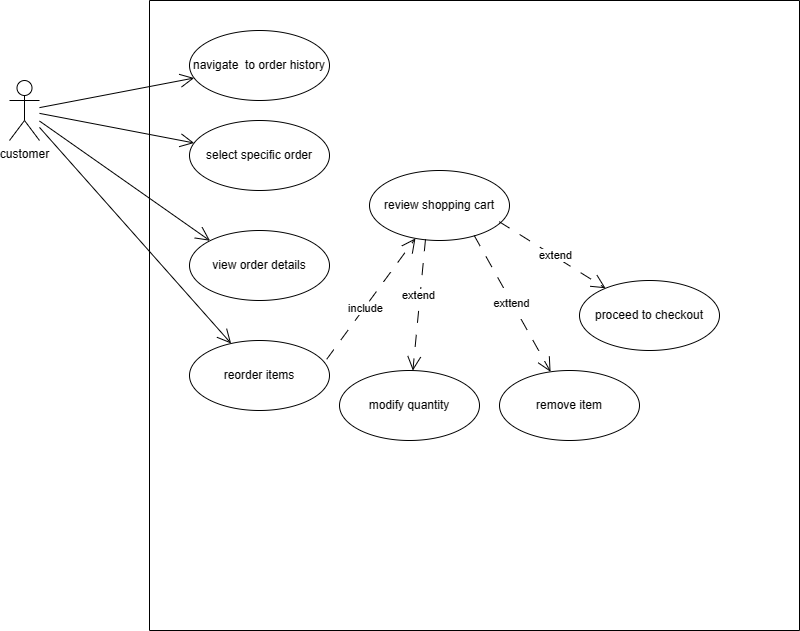 navigate  to order history
customer
select specific order
review shopping cart
view order details
extend
include
extend
exttend
proceed to checkout
reorder items
modify quantity
remove item